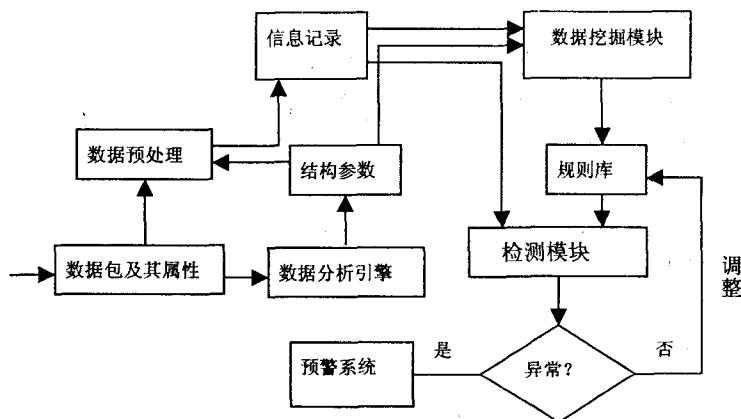 信息记录
数据挖掘模块
数据预处理
结构参数
规则库
数据包及其属性
数据分析引擎
检测模块
调整
预警系统
是
异常?
否